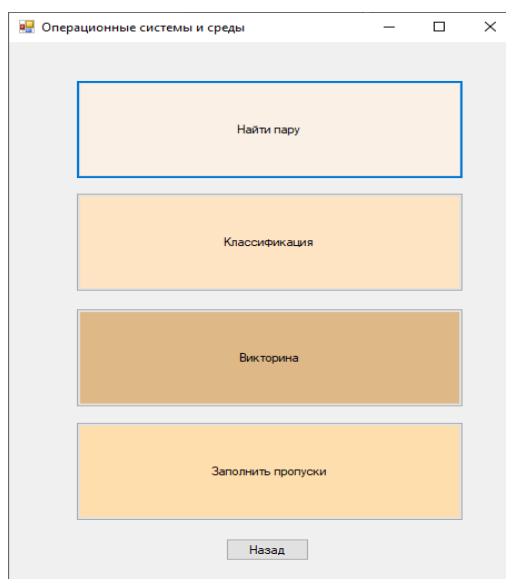 Операционные системы и среды
Найти пару
Классификация
Викторина
Заполнить пропуски
Назад